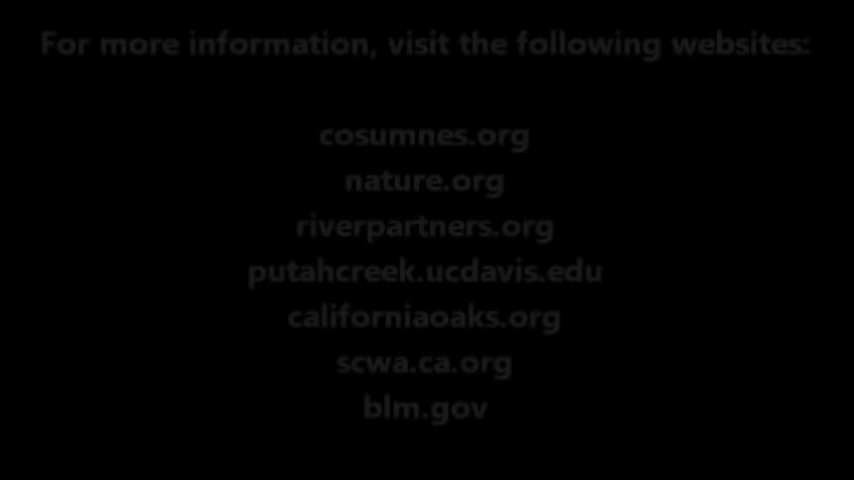 For more information, visit the following websites:
cosumnes.org
nature.org
riverpartners.org
putahcreek.ucdavis.edu
californiaoaks.org
scwa.ca.org
blm.gov